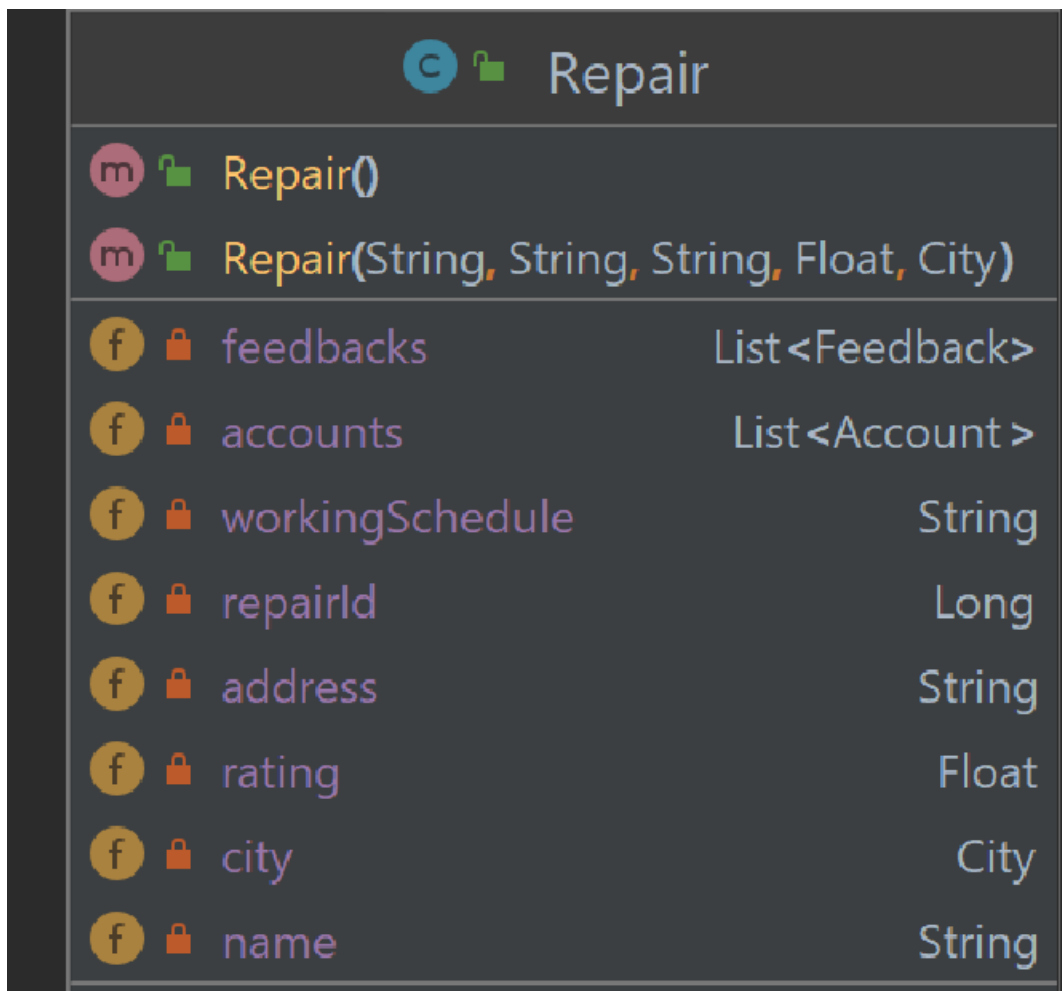 C Repair
m Repair()
m Repair(String, String, String, Float, City)
f feedbacks List<Feedback>
f accounts List<Account>
f workingSchedule String
f repairId Long
f address String
f rating Float
f city City
f name String